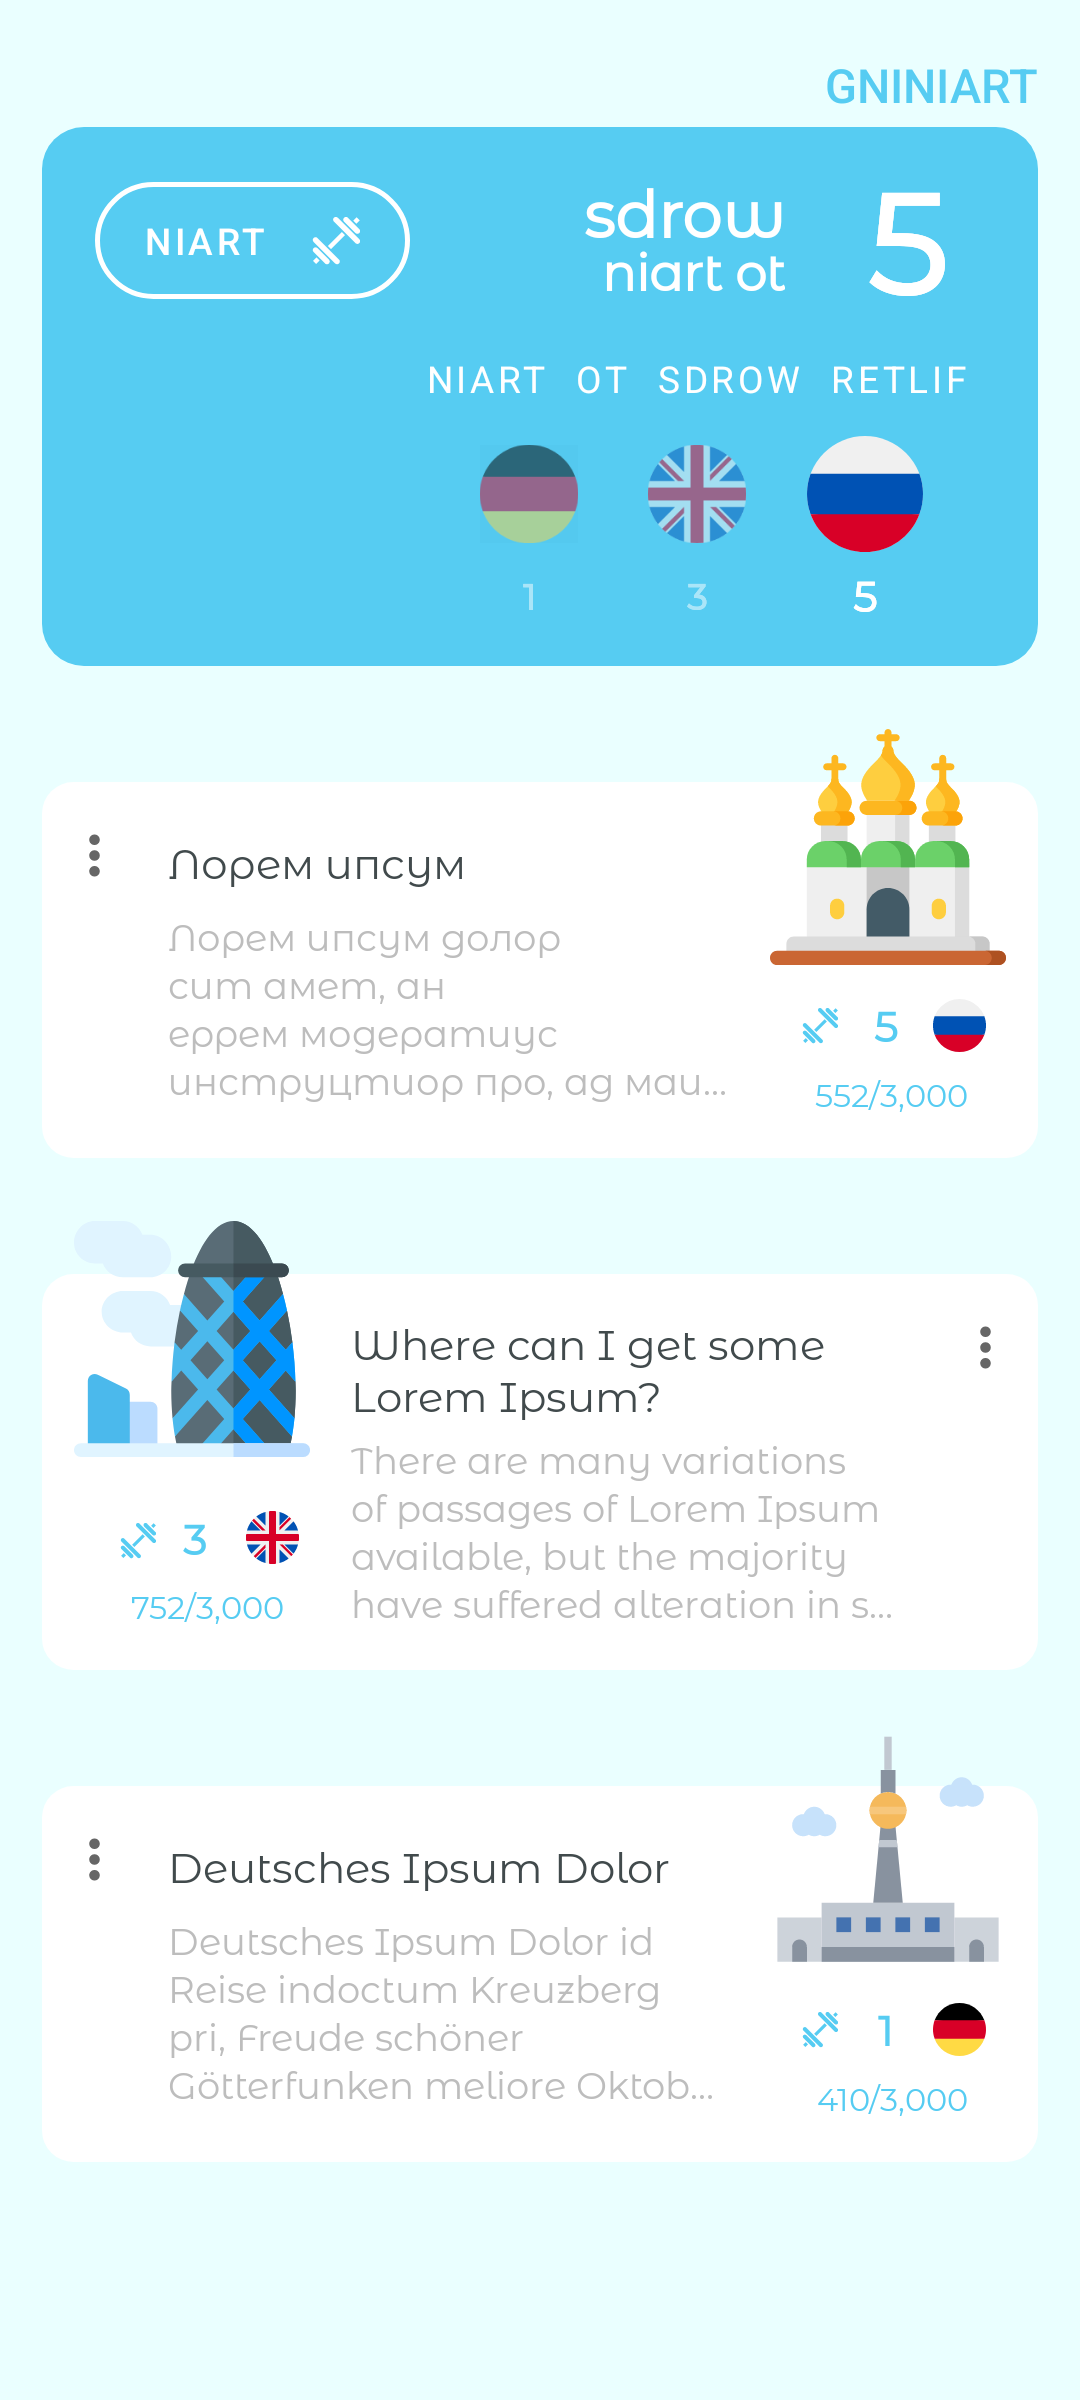 GNINIART
NIART
sdrow
niart ot
5
NIART OT SDROW RETLIF
1
3
5
Лорем ипсум
Лорем ипсум долор
сит амет, ан
еррем модератиус
инструцтиор про, ад маи...
5
552/3,000
Where can I get some
Lorem Ipsum?
There are many variations
of passages of Lorem Ipsum
available, but the majority
have suffered alteration in s...
3
752/3,000
Deutsches Ipsum Dolor
Deutsches Ipsum Dolor id
Reise indoctum Kreuzberg
pri, Freude schöner
Götterfunken meliore Oktob...
1
410/3,000